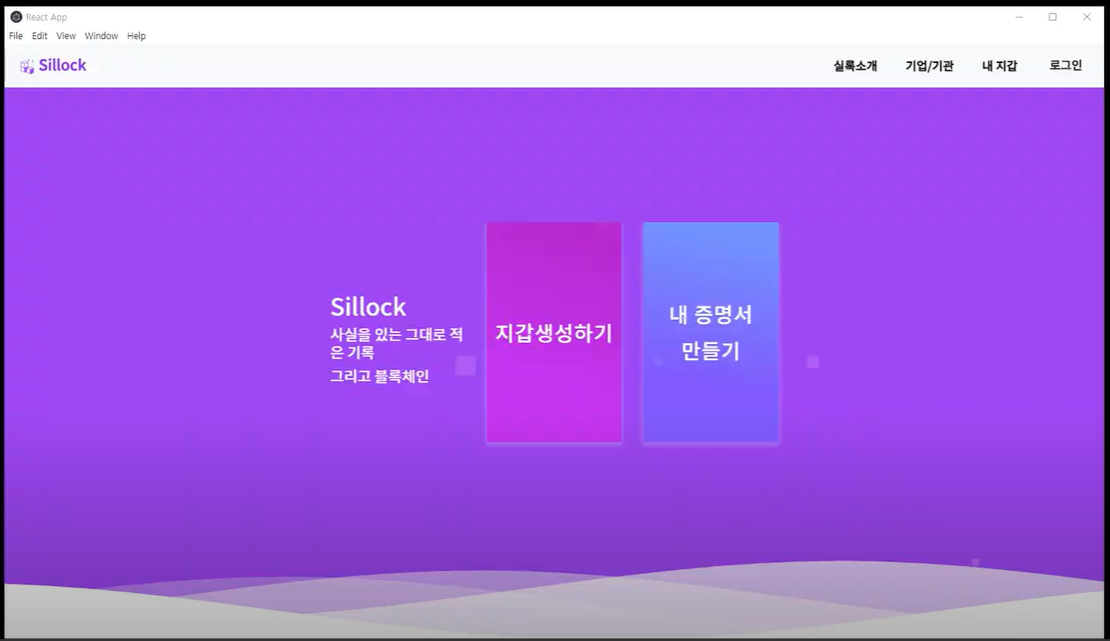 React App
File Edit View Window Help
Sillock
실록소개 기업/기관 내 지갑 로그인
Sillock
사실을 있는 그대로 적
은 기록
그리고 블록체인
지갑생성하기
내 증명서
만들기